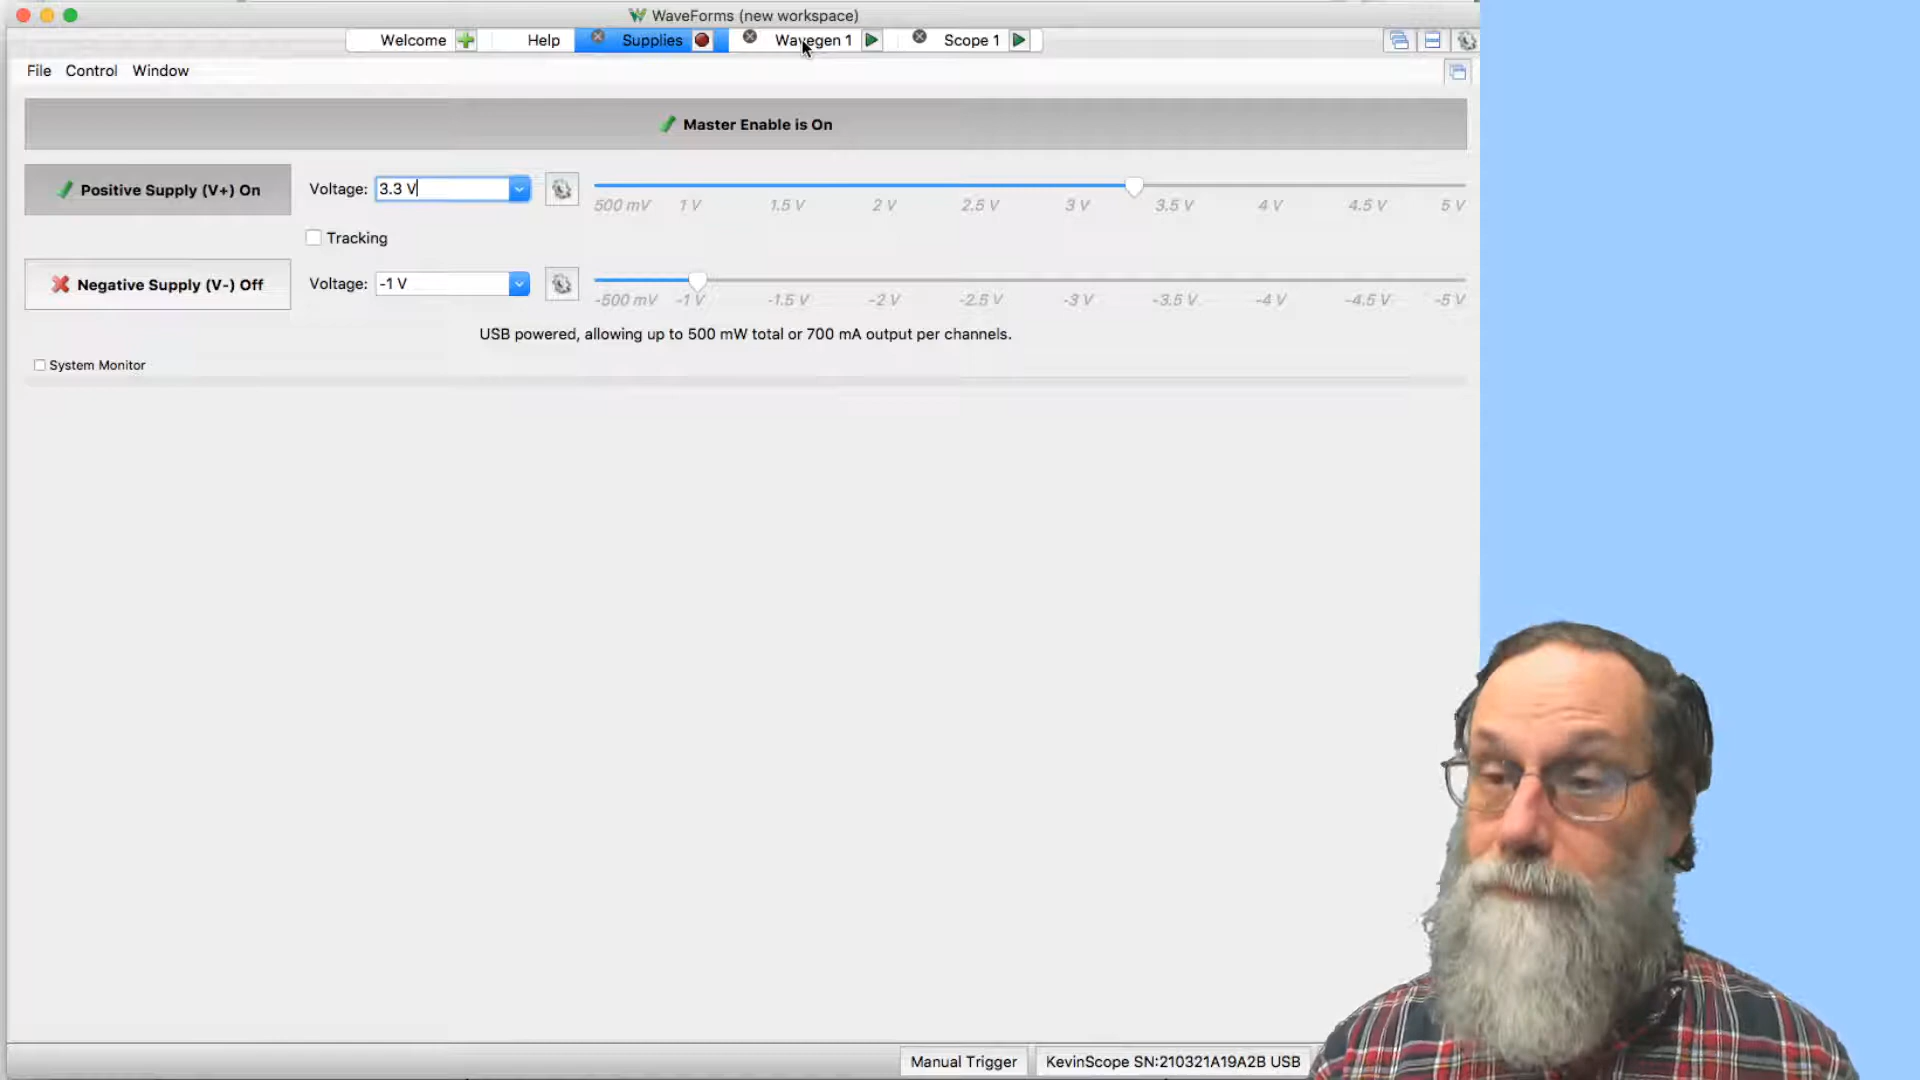 WaveForms (new workspace)
Welcome Help Supplies Wavegen 1 Scope 1
File Control Window
Master Enable is On
Positive Supply (V+) On Voltage: 3.3 V
500 mV 1 V 1.5 V 2 V 2.5 V 3 V 3.5 V 4 V 4.5 V 5 V
Tracking
Negative Supply (V-) Off Voltage: -1 V
-500 mV -1 V -1.5 V -2 V -2.5 V -3 V -3.5 V -4 V -4.5 V -5 V
USB powered, allowing up to 500 mW total or 700 mA output per channels.
System Monitor
Manual Trigger KevinScope SN:210321A19A2B USB